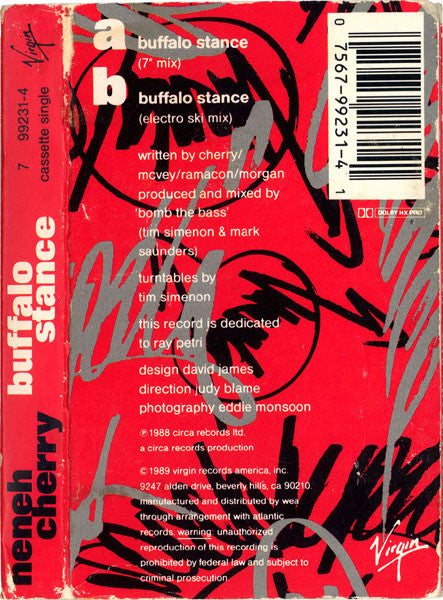 Virgin
7 99231-4
cassette single
buffalo
stance
neneh
cherry
a buffalo stance
(7" mix)
b buffalo stance
(electro ski mix)
written by cherry/
mcvey/ramacon/morgan
produced and mixed by
'bomb the bass'
(tim simenon & mark
saunders)
turntables by
tim simenon
this record is dedicated
to ray petri
design david james
direction judy blame
photography eddie monsoon
℗1988 circa records ltd.
a circa records production
©1989 virgin records america, inc.
9247 alden drive, beverly hills, ca 90210.
manufactured and distributed by wea
through arrangement with atlantic
records. warning: unauthorized
reproduction of this recording is
prohibited by federal law and subject to
criminal prosecution.
0 7567-99231-4 1
DOLBY HX PRO
Virgin